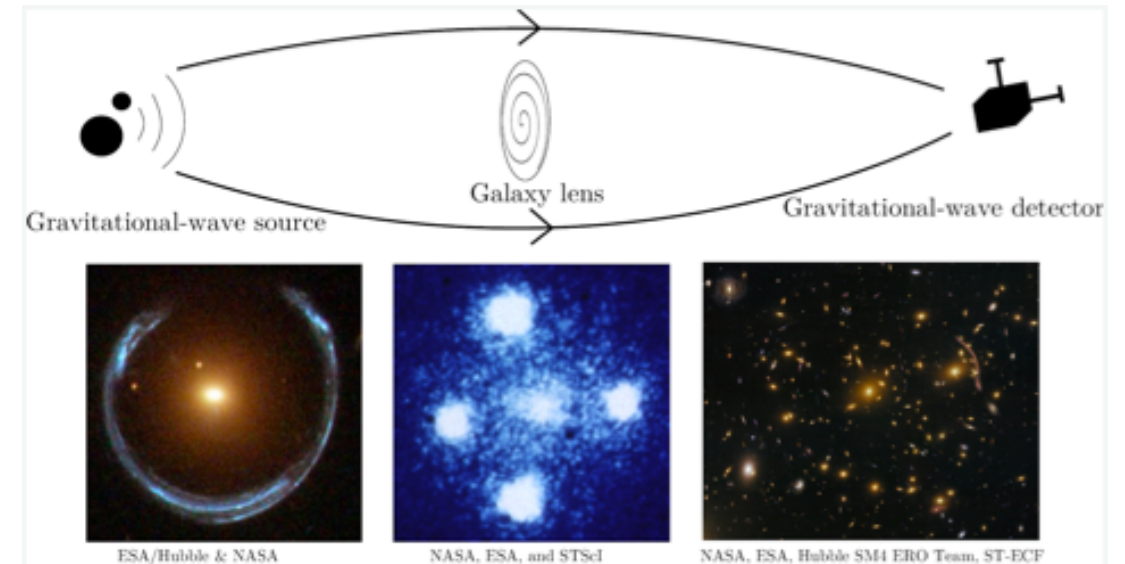 Galaxy lens
Gravitational-wave source
Gravitational-wave detector
ESA/Hubble & NASA
NASA, ESA, and STScI
NASA, ESA, Hubble SM4 ERO Team, ST-ECF